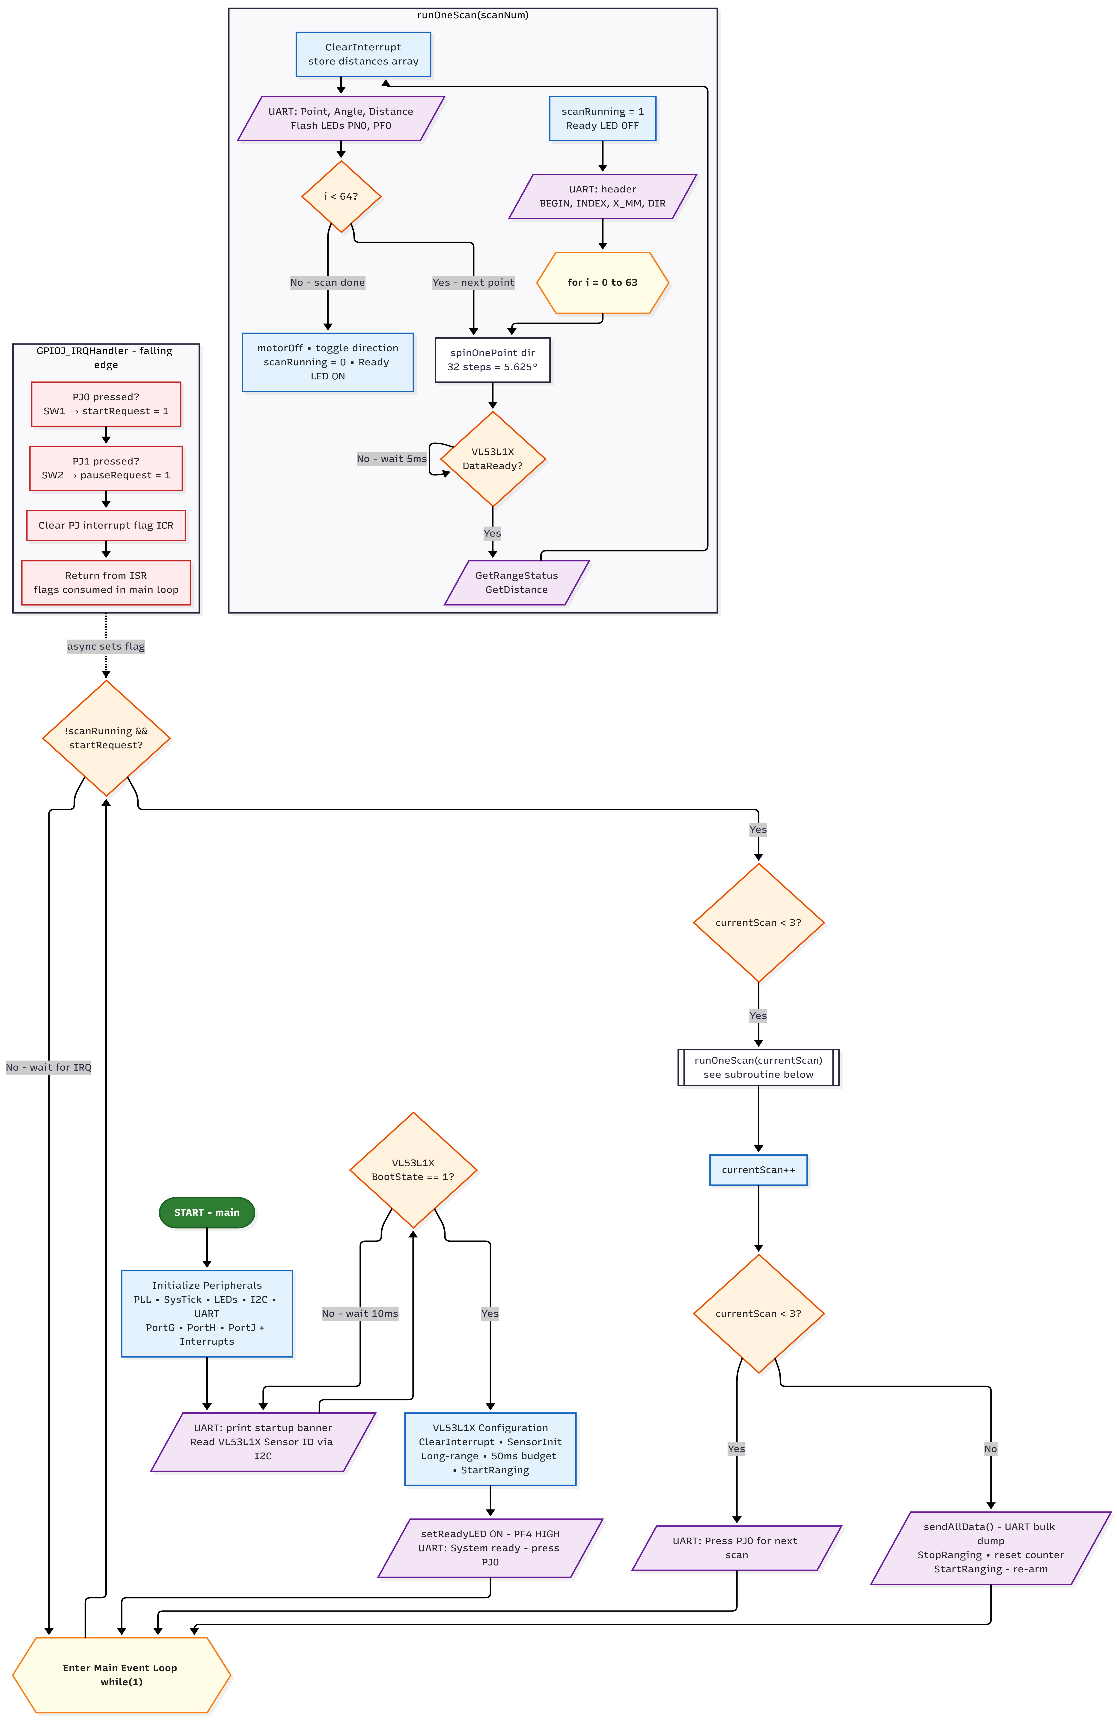 runOneScan(scanNum)
ClearInterrupt
store distances array
UART: Point, Angle, Distance
Flash LEDs PN0, PF0
scanRunning = 1
Ready LED OFF
i < 64?
UART: header
BEGIN, INDEX, X_MM, DIR
No - scan done
Yes - next point
for i = 0 to 63
motorOff • toggle direction
scanRunning = 0 • Ready
LED ON
spinOnePoint dir
32 steps = 5.625°
No - wait 5ms
VL53L1X
DataReady?
Yes
GetRangeStatus
GetDistance
GPIOJ_IRQHandler - falling
edge
PJ0 pressed?
SW1 → startRequest = 1
PJ1 pressed?
SW2 → pauseRequest = 1
Clear PJ interrupt flag ICR
Return from ISR
flags consumed in main loop
async sets flag
!scanRunning &&
startRequest?
Yes
currentScan < 3?
Yes
No - wait for IRQ
runOneScan(currentScan)
see subroutine below
currentScan++
VL53L1X
BootState == 1?
START - main
Initialize Peripherals
PLL • SysTick • LEDs • I2C •
UART
PortG • PortH • PortJ +
Interrupts
No - wait 10ms
Yes
currentScan < 3?
UART: print startup banner
Read VL53L1X Sensor ID via
I2C
VL53L1X Configuration
ClearInterrupt • SensorInit
Long-range • 50ms budget
• StartRanging
Yes
No
setReadyLED ON - PF4 HIGH
UART: System ready - press
PJ0
UART: Press PJ0 for next
scan
sendAllData() - UART bulk
dump
StopRanging • reset counter
StartRanging - re-arm
Enter Main Event Loop
while(1)